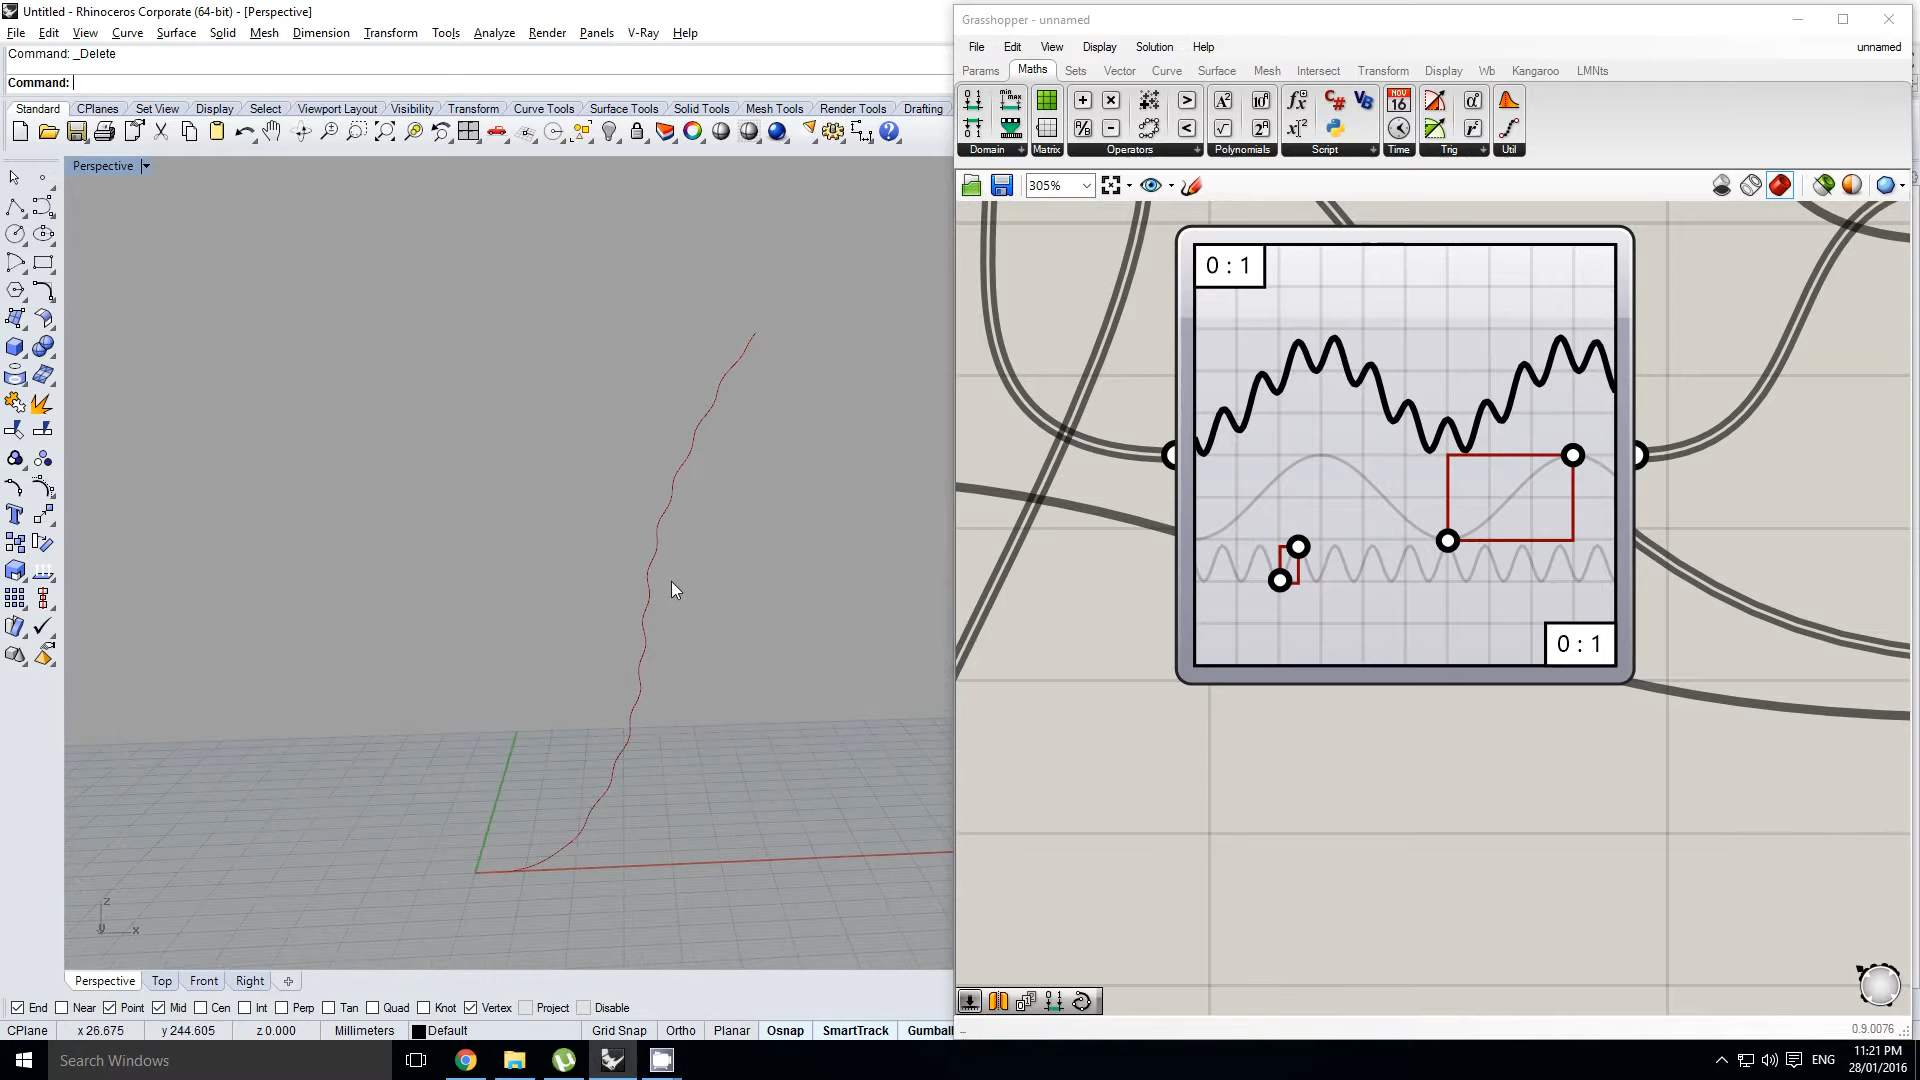 Untitled - Rhinoceros Corporate (64-bit) - [Perspective]
File Edit View Curve Surface Solid Mesh Dimension Transform Tools Analyze Render Panels V-Ray Help
Command: _Delete
Command:
Standard CPlanes Set View Display Select Viewport Layout Visibility Transform Curve Tools Surface Tools Solid Tools Mesh Tools Render Tools Drafting
Perspective
z
y x
Perspective Top Front Right
End Near Point Mid Cen Int Perp Tan Quad Knot Vertex Project Disable
CPlane x 26.675 y 244.605 z 0.000 Millimeters Default Grid Snap Ortho Planar Osnap SmartTrack Gumball
Grasshopper - unnamed
File Edit View Display Solution Help unnamed
Params Maths Sets Vector Curve Surface Mesh Intersect Transform Display Wb Kangaroo LMNts
Domain Matrix Operators Polynomials Script Time Trig Util
305%
0 : 1
0 : 1
0.9.0076
Search Windows
ENG
11:21 PM
28/01/2016